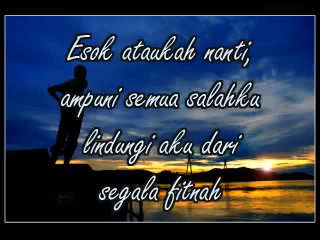 Esok ataukah nanti,
ampuni semua salahku
lindungi aku dari
segala fitnah